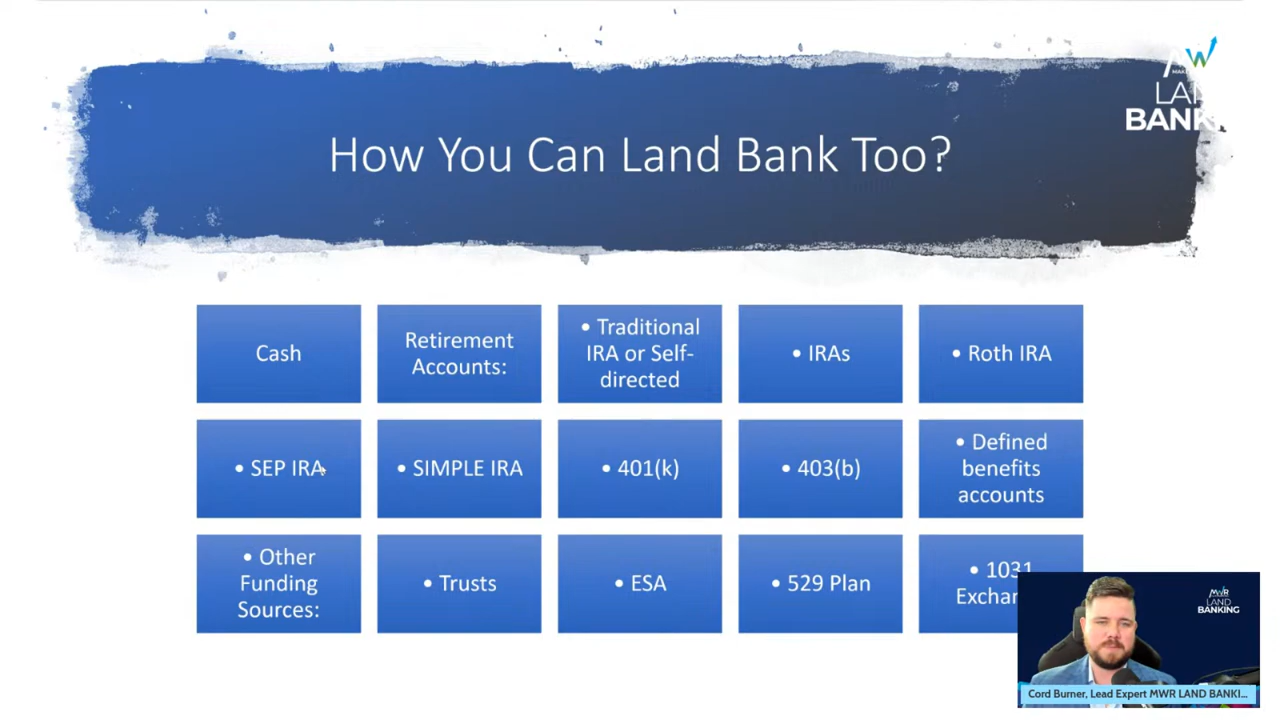 How You Can Land Bank Too?
BANK
Cash
Retirement
Accounts:
• Traditional
IRA or Self-
directed
• IRAs
• Roth IRA
• SEP IRA
• SIMPLE IRA
• 401(k)
• 403(b)
• Defined
benefits
accounts
• Other
Funding
Sources:
• Trusts
• ESA
• 529 Plan
• 1031
MWR
LAND
BANKING
Cord Burner, Lead Expert MWR LAND BANKI...